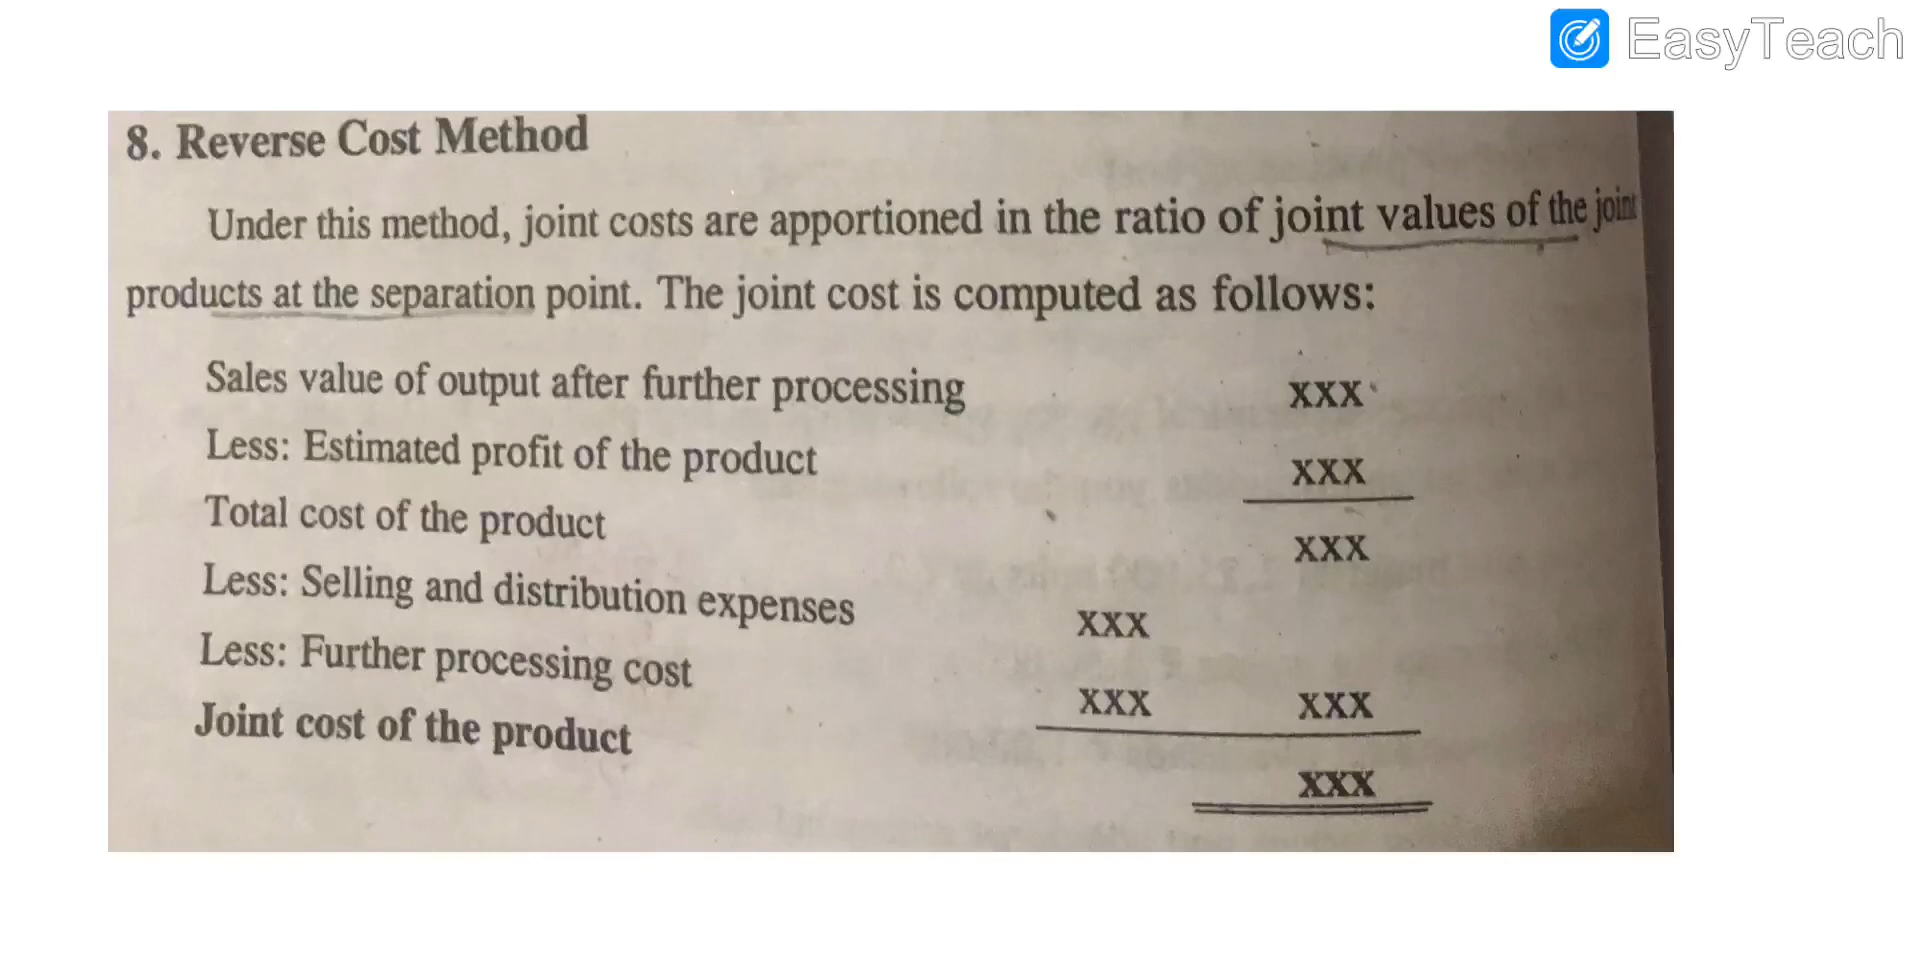 EasyTeach
8. Reverse Cost Method
Under this method, joint costs are apportioned in the ratio of joint values of the joint
products at the separation point. The joint cost is computed as follows:
Sales value of output after further processing XXX
Less: Estimated profit of the product XXX
Total cost of the product XXX
Less: Selling and distribution expenses XXX
Less: Further processing cost XXX XXX
Joint cost of the product XXX